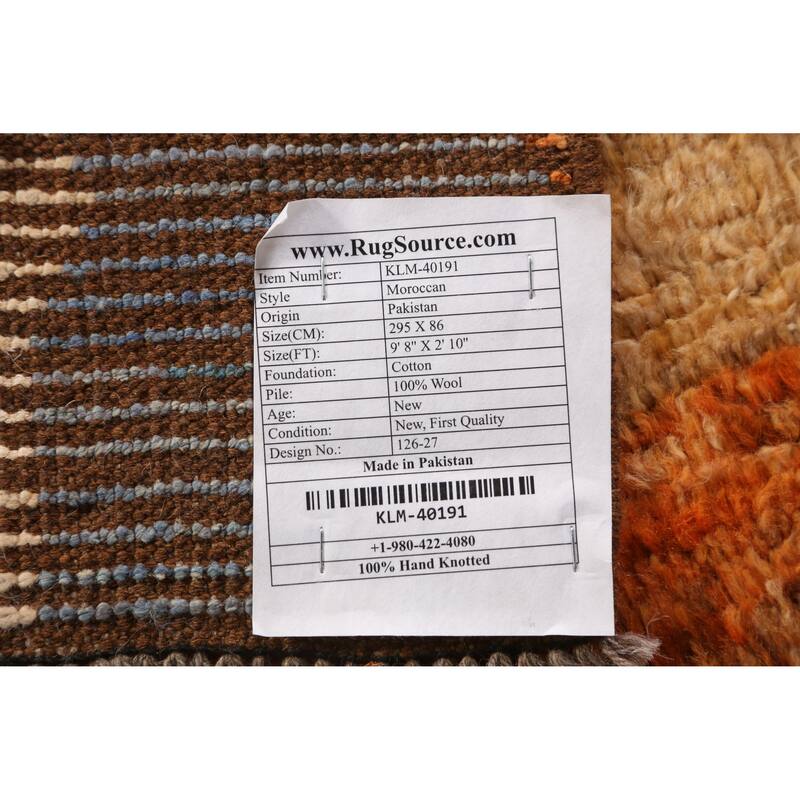 www.RugSource.com
Item Number: KLM-40191
Style Moroccan
Origin Pakistan
Size(CM): 295 X 86
Size(FT): 9' 8" X 2' 10"
Foundation: Cotton
Pile: 100% Wool
Age: New
Condition: New, First Quality
Design No.: 126-27
Made in Pakistan
KLM-40191
+1-980-422-4080
100% Hand Knotted